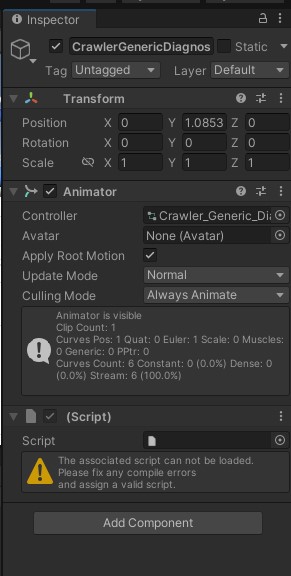 Inspector
CrawlerGenericDiagnos Static
Tag Untagged Layer Default
Transform
Position X 0 Y 1.0853 Z 0
Rotation X 0 Y 0 Z 0
Scale X 1 Y 1 Z 1
Animator
Controller Crawler_Generic_Dia
Avatar None (Avatar)
Apply Root Motion
Update Mode Normal
Culling Mode Always Animate
Animator is visible
Clip Count: 1
Curves Pos: 1 Quat: 0 Euler: 1 Scale: 0 Muscles:
0 Generic: 0 PPtr: 0
Curves Count: 6 Constant: 0 (0.0%) Dense: 0
(0.0%) Stream: 6 (100.0%)
(Script)
Script
The associated script can not be loaded.
Please fix any compile errors
and assign a valid script.
Add Component